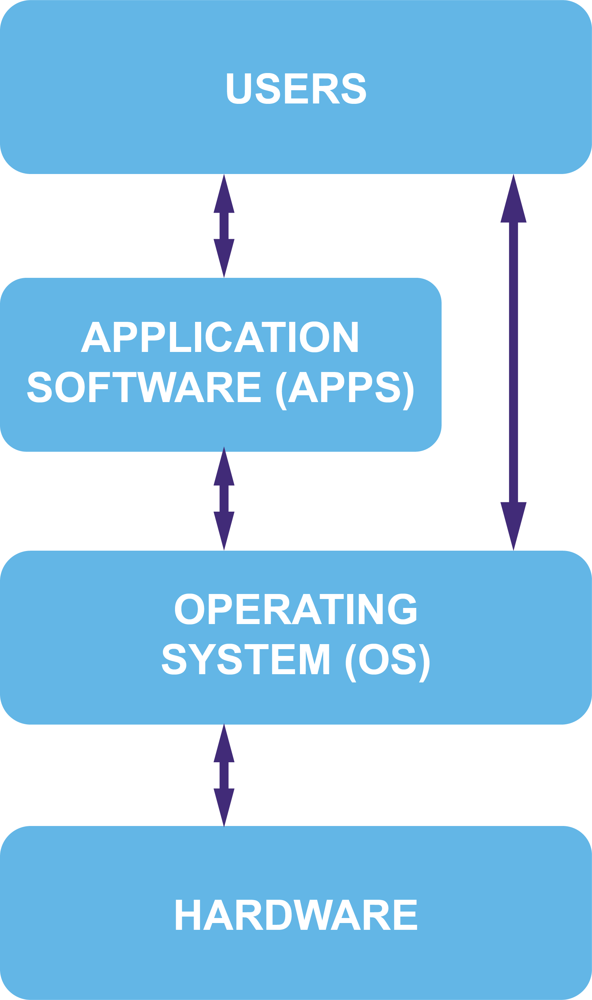 USERS
APPLICATION
SOFTWARE (APPS)
OPERATING
SYSTEM (OS)
HARDWARE